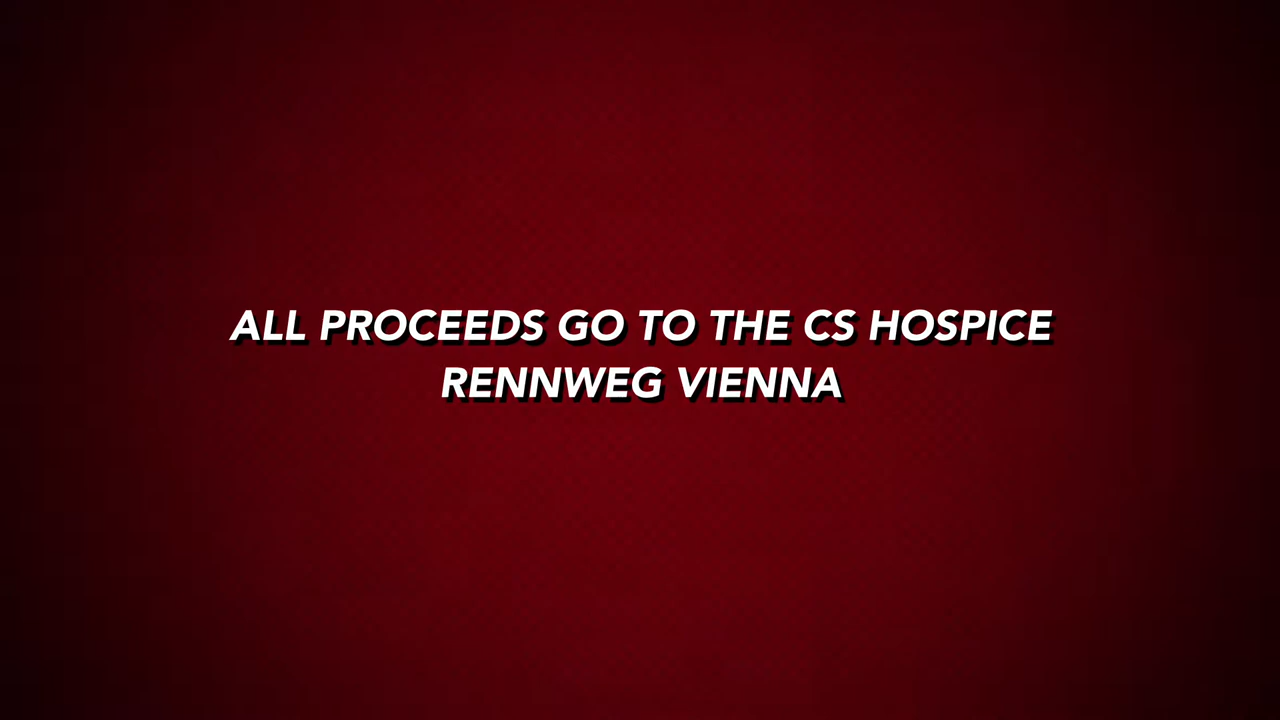 ALL PROCEEDS GO TO THE CS HOSPICE
RENNWEG VIENNA